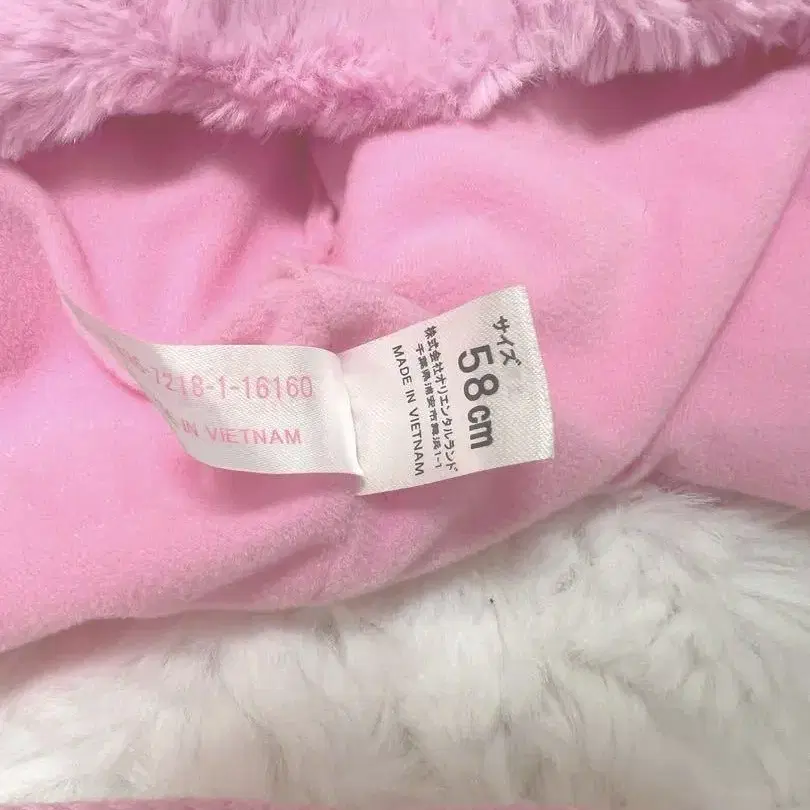 7218-1-16160
IN VIETNAM
サイズ
58cm
株式会社オリエンタルランド
千葉県浦安市舞浜1-1
MADE IN VIETNAM